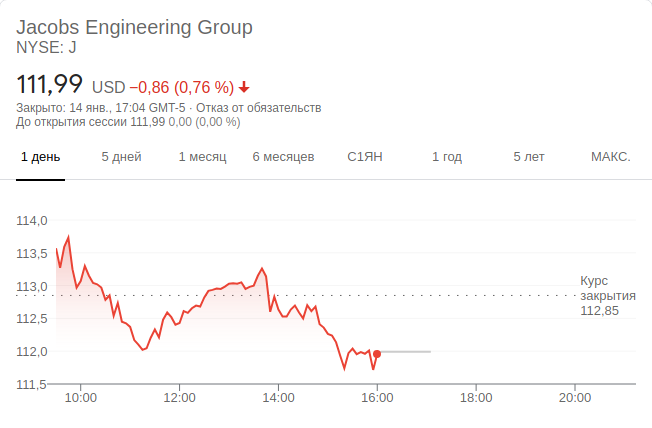 Jacobs Engineering Group
NYSE: J
111,99 USD −0,86 (0,76 %)
Закрыто: 14 янв., 17:04 GMT-5 · Отказ от обязательств
До открытия сессии 111,99 0,00 (0,00 %)
1 день 5 дней 1 месяц 6 месяцев С1ЯН 1 год 5 лет МАКС.
114,0
113,5
113,0
112,5
112,0
111,5
Курс
закрытия
112,85
10:00 12:00 14:00 16:00 18:00 20:00